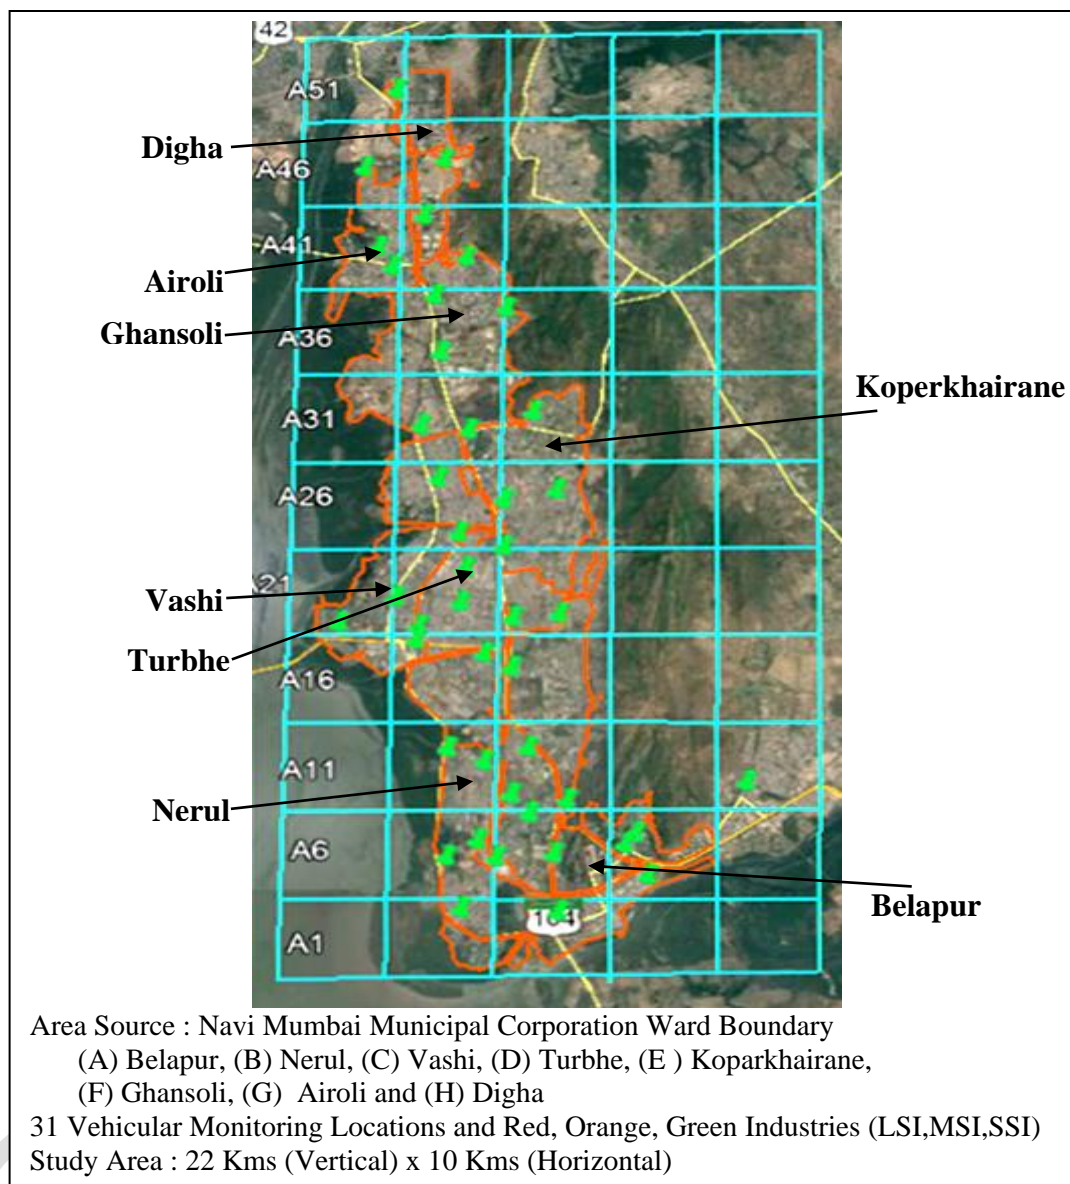 42
A51
Digha
A46
A41
Airoli
Ghansoli
A36
Koperkhairane
A31
A26
A21
Vashi
Turbhe
A16
A11
Nerul
A6
Belapur
A1
Area Source : Navi Mumbai Municipal Corporation Ward Boundary
(A) Belapur, (B) Nerul, (C) Vashi, (D) Turbhe, (E ) Koparkhairane,
(F) Ghansoli, (G) Airoli and (H) Digha
31 Vehicular Monitoring Locations and Red, Orange, Green Industries (LSI,MSI,SSI)
Study Area : 22 Kms (Vertical) x 10 Kms (Horizontal)